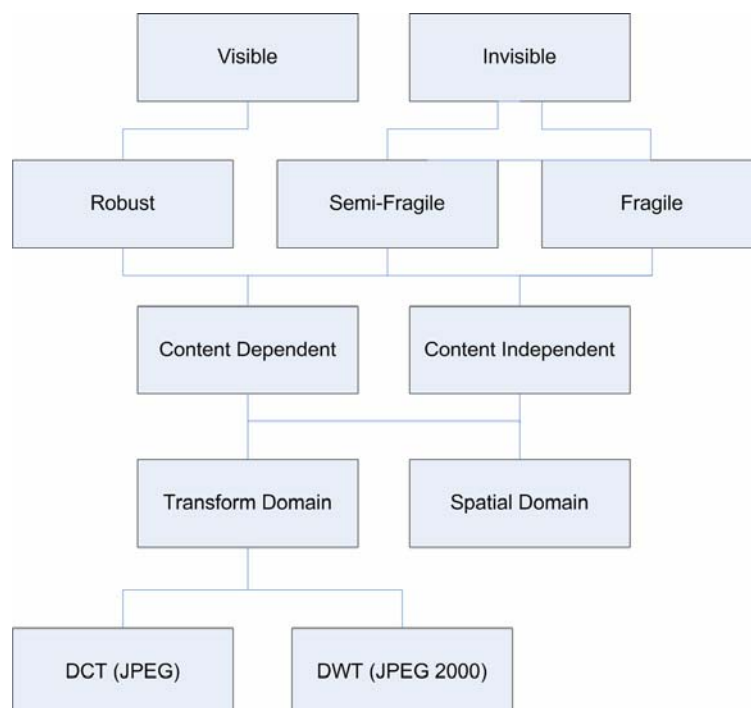 Visible
Invisible
Robust
Semi-Fragile
Fragile
Content Dependent
Content Independent
Transform Domain
Spatial Domain
DCT (JPEG)
DWT (JPEG 2000)